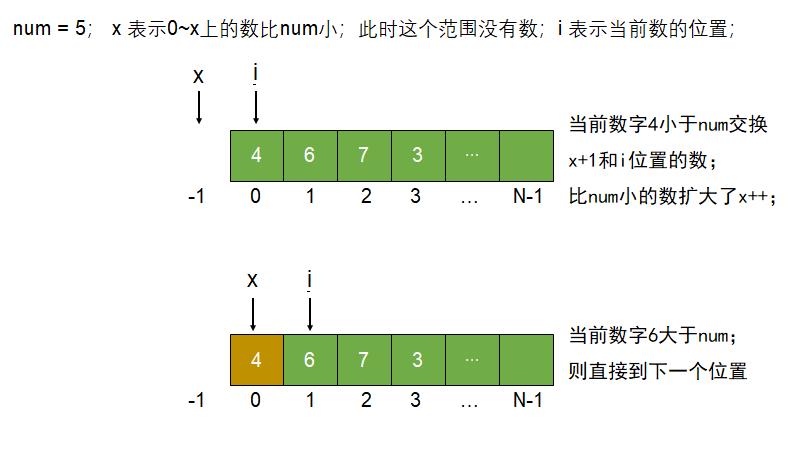 num = 5； x 表示0~x上的数比num小；此时这个范围没有数；i 表示当前数的位置；
x i
4 6 7 3 ...
-1 0 1 2 3 ... N-1
当前数字4小于num交换
x+1和i位置的数；
比num小的数扩大了x++；
x i
4 6 7 3 ...
-1 0 1 2 3 ... N-1
当前数字6大于num；
则直接到下一个位置